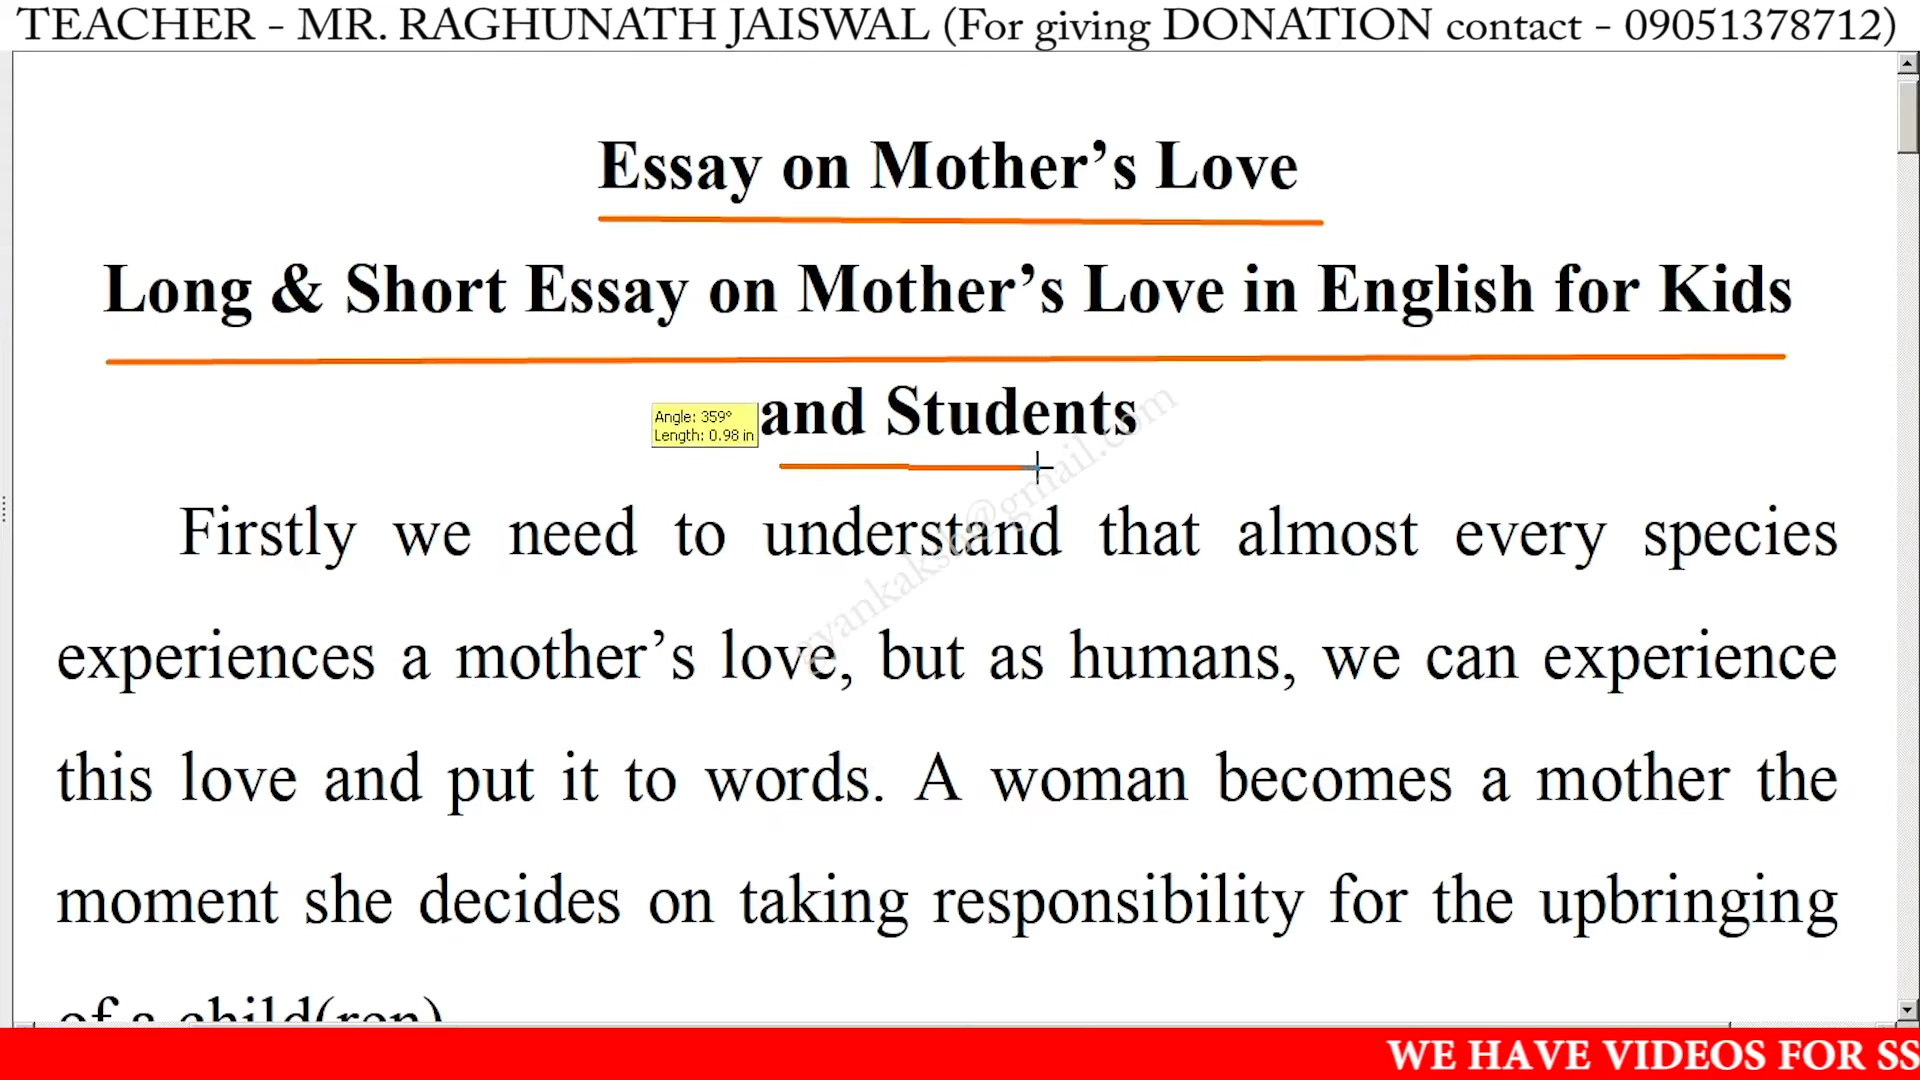 TEACHER - MR. RAGHUNATH JAISWAL (For giving DONATION contact - 09051378712)
Essay on Mother’s Love
Long & Short Essay on Mother’s Love in English for Kids
and Students
Angle: 359°
Length: 0.98 in
Firstly we need to understand that almost every species
experiences a mother’s love, but as humans, we can experience
this love and put it to words. A woman becomes a mother the
moment she decides on taking responsibility for the upbringing
of a child(ren)
WE HAVE VIDEOS FOR SS